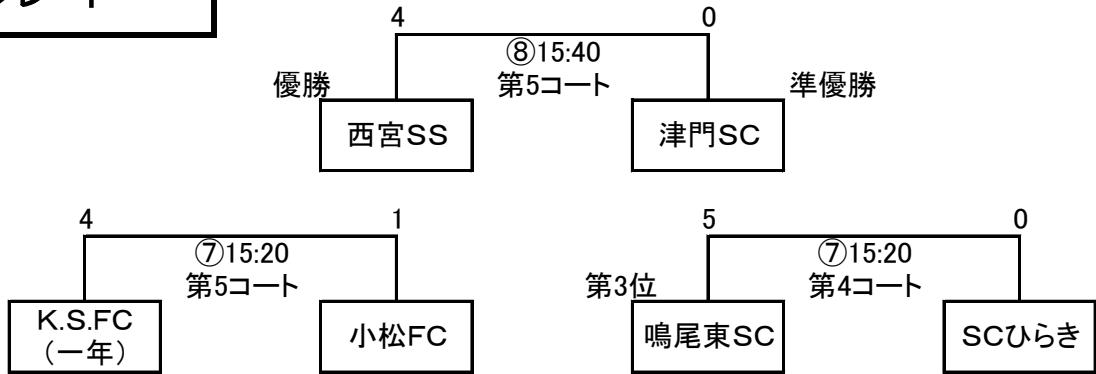 4 0
⑧15:40
第5コート
優勝 準優勝
西宮SS 津門SC
4 1 5 0
⑦15:20 ⑦15:20
第5コート 第3位 第4コート
K.S.FC
(一年) 小松FC 鳴尾東SC SCひらき